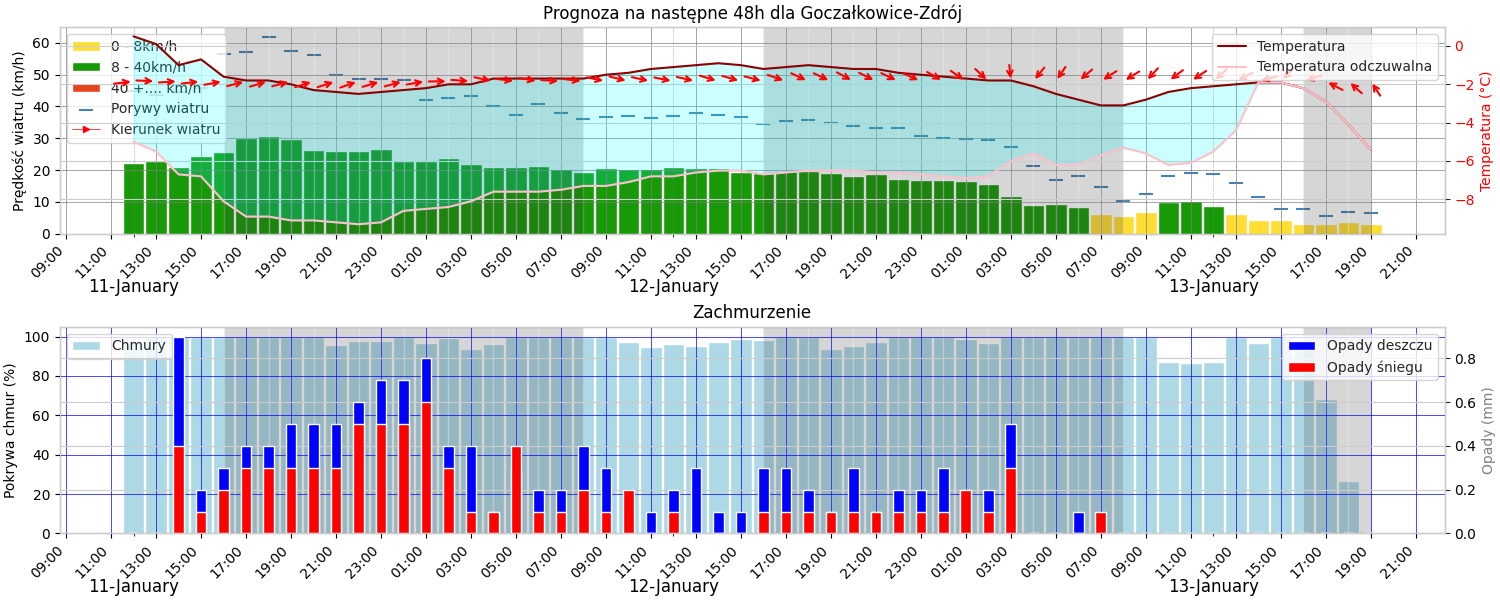 Prognoza na następne 48h dla Goczałkowice-Zdrój
Prędkość wiatru (km/h)
60
50
40
30
20
10
0
0 - 8km/h
8 - 40km/h
40 +.... km/h
Porywy wiatru
Kierunek wiatru
Temperatura
Temperatura odczuwalna
0
−2
−4
−6
−8
Temperatura (°C)
09:00 11:00 13:00 15:00 17:00 19:00 21:00 23:00 01:00 03:00 05:00 07:00 09:00 11:00 13:00 15:00 17:00 19:00 21:00 23:00 01:00 03:00 05:00 07:00 09:00 11:00 13:00 15:00 17:00 19:00 21:00
11-January 12-January 13-January
Zachmurzenie
Pokrywa chmur (%)
100
80
60
40
20
0
Chmury
Opady deszczu
Opady śniegu
0.8
0.6
0.4
0.2
0.0
Opady (mm)
09:00 11:00 13:00 15:00 17:00 19:00 21:00 23:00 01:00 03:00 05:00 07:00 09:00 11:00 13:00 15:00 17:00 19:00 21:00 23:00 01:00 03:00 05:00 07:00 09:00 11:00 13:00 15:00 17:00 19:00 21:00
11-January 12-January 13-January